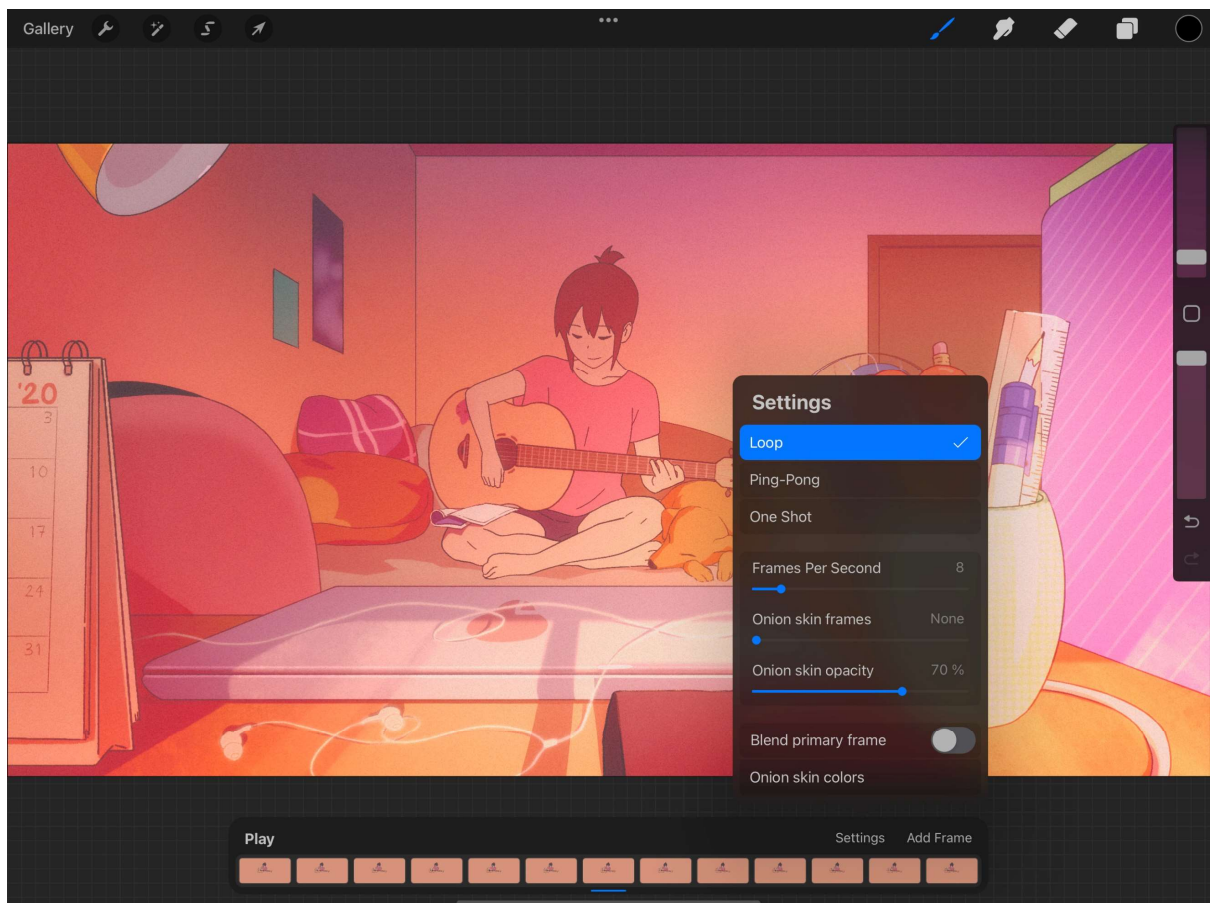 Gallery
'20
3
10
17
24
31
Settings
Loop
Ping-Pong
One Shot
Frames Per Second 8
Onion skin frames None
Onion skin opacity 70 %
Blend primary frame
Onion skin colors
Play Settings Add Frame